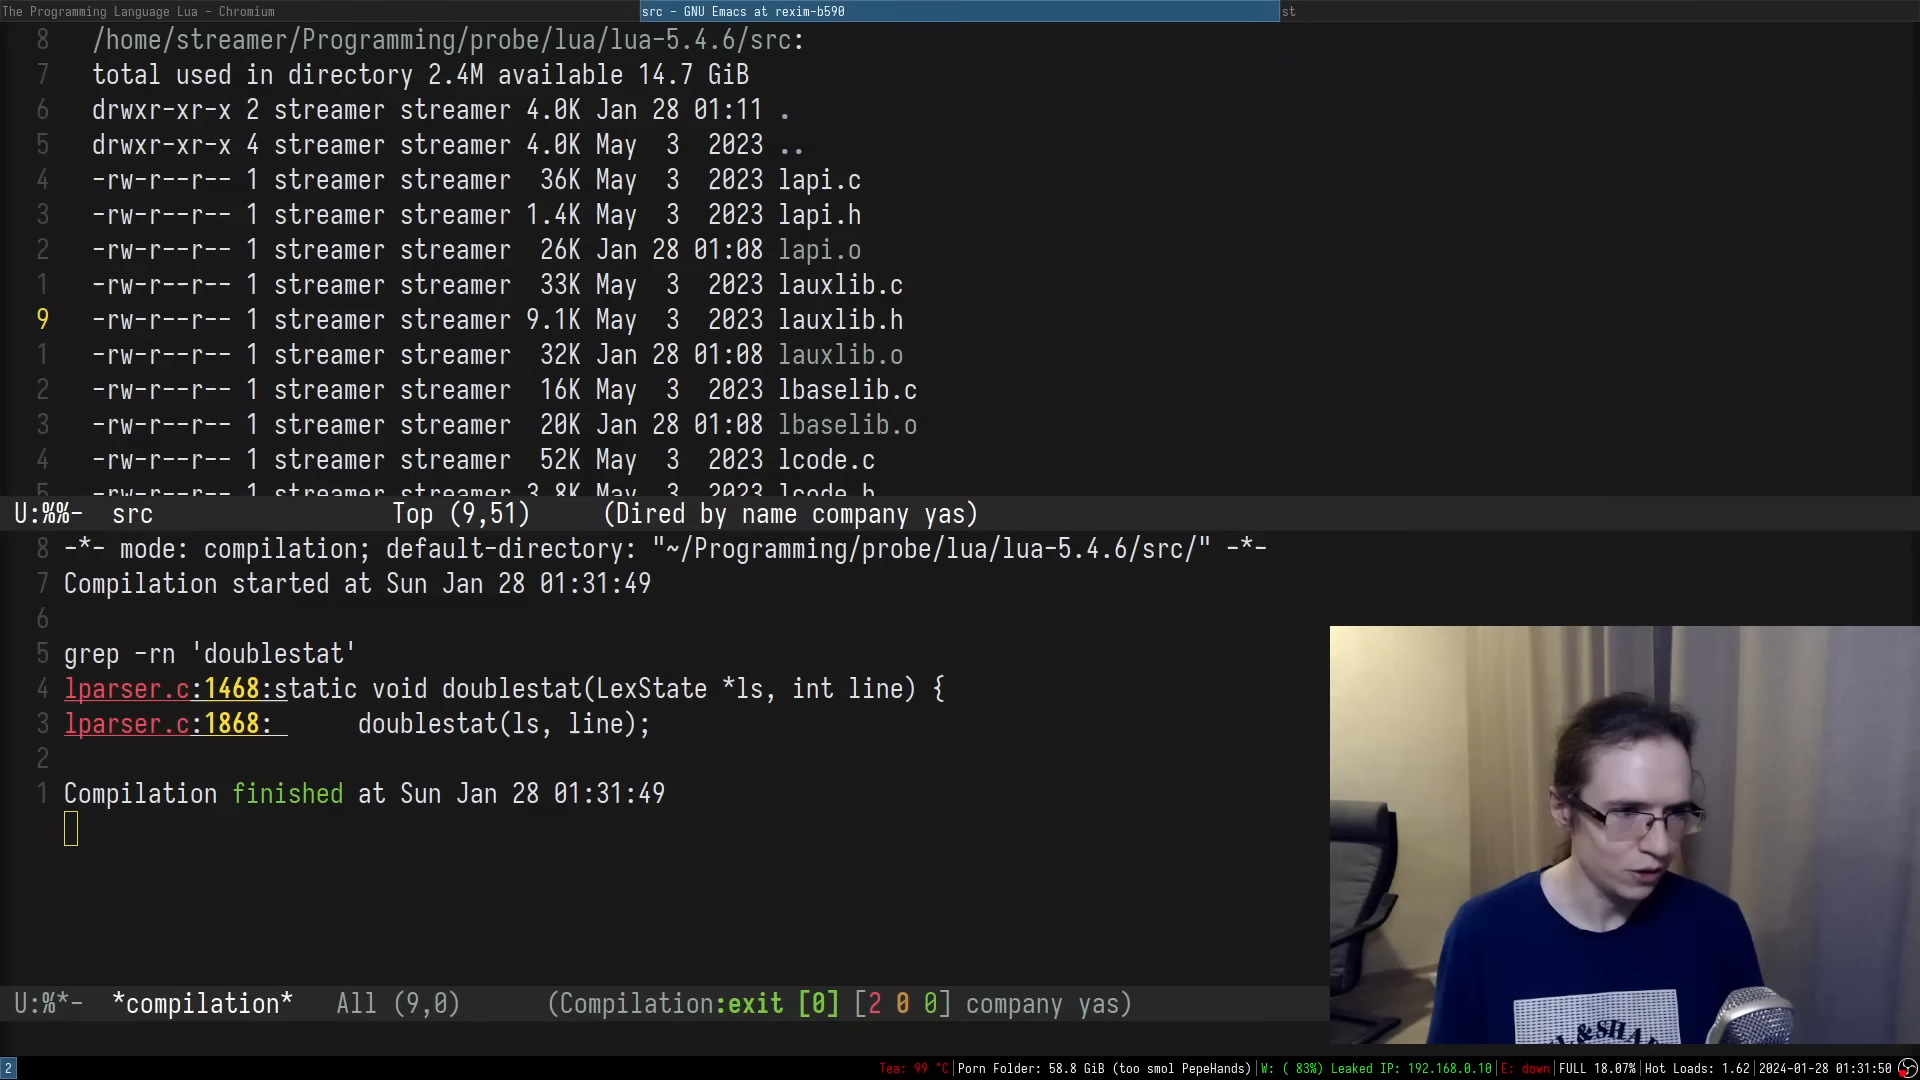 The Programming Language Lua - Chromium
src - GNU Emacs at rexim-b590
st
8 /home/streamer/Programming/probe/lua/lua-5.4.6/src:
7 total used in directory 2.4M available 14.7 GiB
6 drwxr-xr-x 2 streamer streamer 4.0K Jan 28 01:11 .
5 drwxr-xr-x 4 streamer streamer 4.0K May 3 2023 ..
4 -rw-r--r-- 1 streamer streamer 36K May 3 2023 lapi.c
3 -rw-r--r-- 1 streamer streamer 1.4K May 3 2023 lapi.h
2 -rw-r--r-- 1 streamer streamer 26K Jan 28 01:08 lapi.o
1 -rw-r--r-- 1 streamer streamer 33K May 3 2023 lauxlib.c
9 -rw-r--r-- 1 streamer streamer 9.1K May 3 2023 lauxlib.h
1 -rw-r--r-- 1 streamer streamer 32K Jan 28 01:08 lauxlib.o
2 -rw-r--r-- 1 streamer streamer 16K May 3 2023 lbaselib.c
3 -rw-r--r-- 1 streamer streamer 20K Jan 28 01:08 lbaselib.o
4 -rw-r--r-- 1 streamer streamer 52K May 3 2023 lcode.c
5 -rw-r--r-- 1 streamer streamer 3.8K May 3 2023 lcode.h
U:%%- src Top (9,51) (Dired by name company yas)
8 -*- mode: compilation; default-directory: "~/Programming/probe/lua/lua-5.4.6/src/" -*-
7 Compilation started at Sun Jan 28 01:31:49
6
5 grep -rn 'doublestat'
4 lparser.c:1468:static void doublestat(LexState *ls, int line) {
3 lparser.c:1868: doublestat(ls, line);
2
1 Compilation finished at Sun Jan 28 01:31:49
U:%*- *compilation* All (9,0) (Compilation:exit [0] [2 0 0] company yas)
2
Tea: 99 °C|Porn Folder: 58.8 GiB (too smol PepeHands)|W: ( 83%) Leaked IP: 192.168.0.10|E: down|FULL 18.07%|Hot Loads: 1.62|2024-01-28 01:31:50